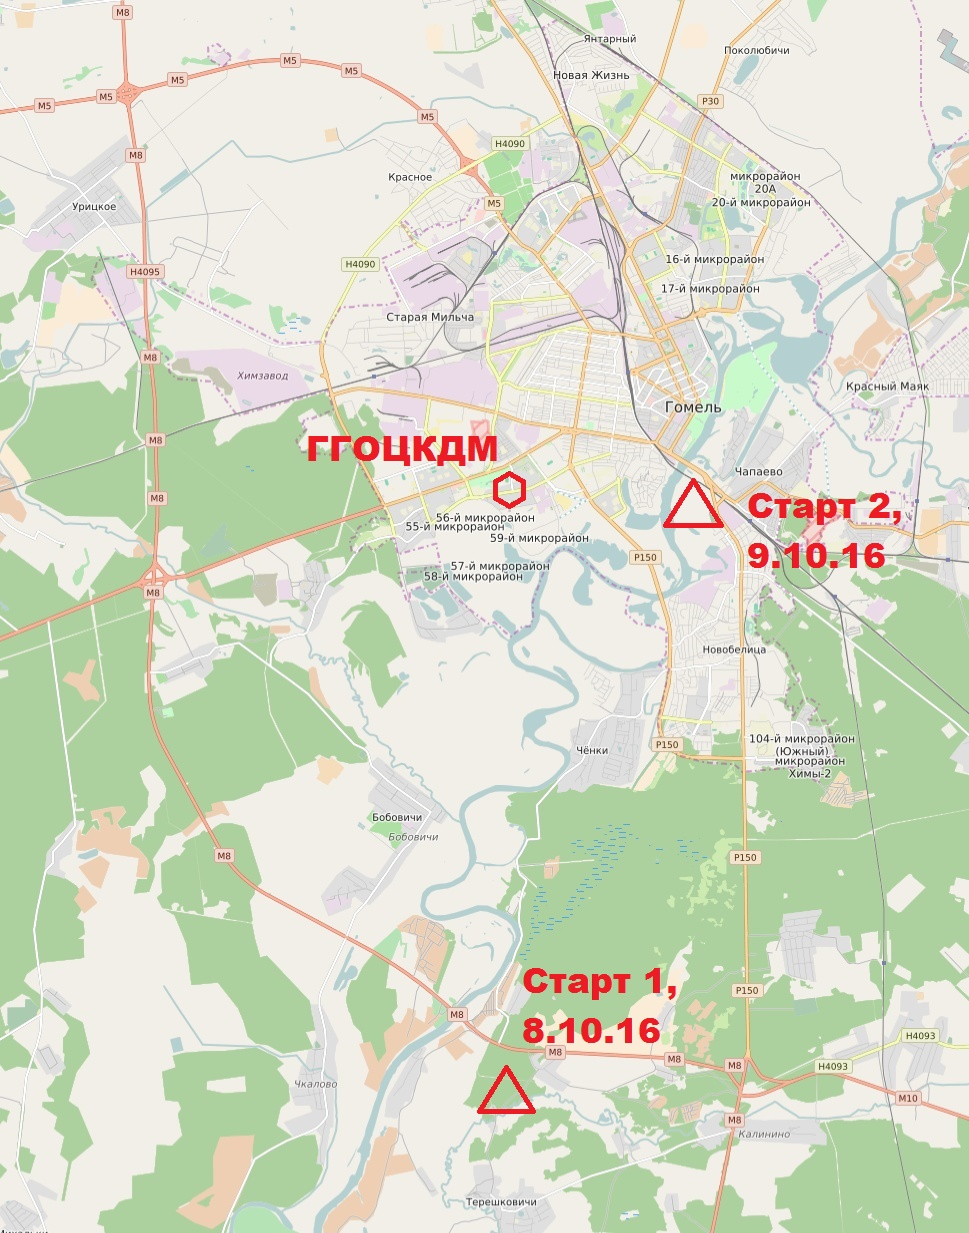 M8
Янтарный
Поколюбичи
M5
M5
Новая Жизнь
M5
M5
M5
P30
M5
H4090
M8
Красное
микрорайон
20А
M5
20-й микрорайон
Урицкое
H4090
16-й микрорайон
H4095
17-й микрорайон
Старая Мильча
M8
Химзавод
Красный Маяк
Гомель
M8
ГГОЦКДМ
Чапаево
M8
Старт 2,
9.10.16
56-й микрорайон
55-й микрорайон
59-й микрорайон
P150
57-й микрорайон
58-й микрорайон
M8
Новобелица
104-й микрорайон
(Южный)
микрорайон
Химы-2
P150
Чёнки
Бобовичи
Бобовичи
M8
P150
Старт 1,
8.10.16
P150
M8
H4093
M8
M8
M8
H4093
Чкалово
M10
M8
Калинино
Терешковичи